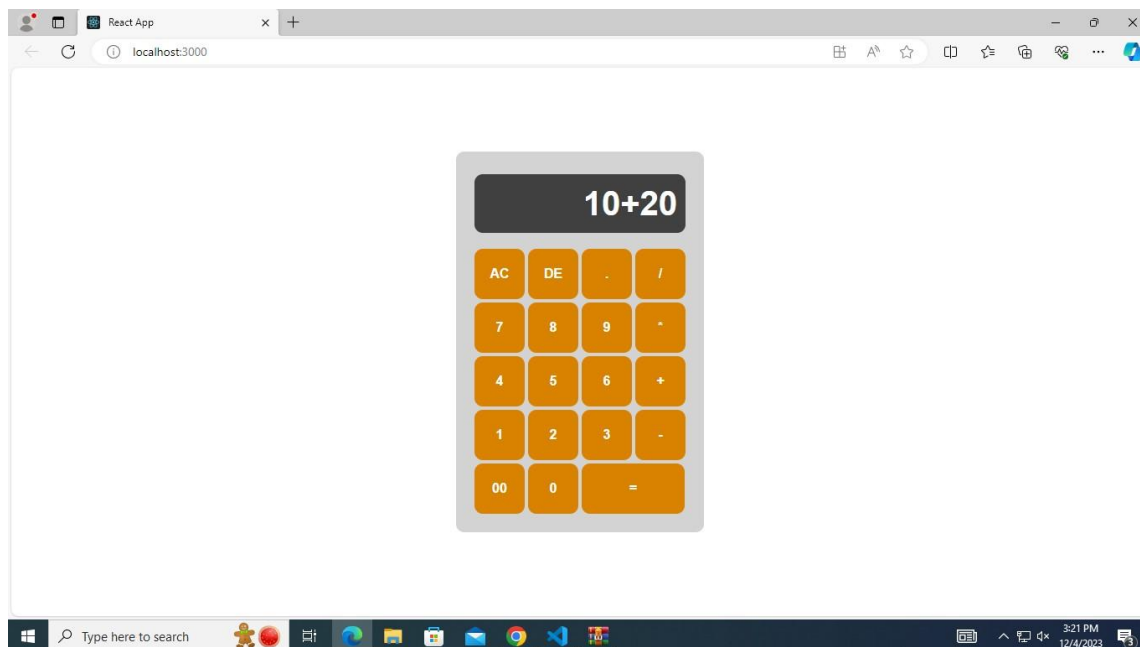 React App
localhost:3000
10+20
AC DE . /
7 8 9 *
4 5 6 +
1 2 3 -
00 0 =
Type here to search
3:21 PM
12/4/2023
3